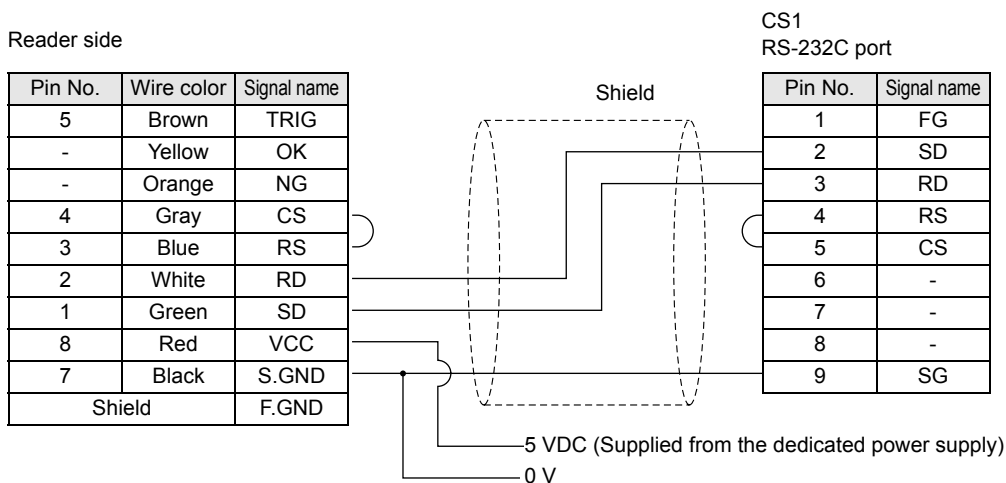 Reader side
CS1
RS-232C port
Pin No. Wire color Signal name
5 Brown TRIG
- Yellow OK
- Orange NG
4 Gray CS
3 Blue RS
2 White RD
1 Green SD
8 Red VCC
7 Black S.GND
Shield F.GND
Shield
Pin No. Signal name
1 FG
2 SD
3 RD
4 RS
5 CS
6 -
7 -
8 -
9 SG
5 VDC (Supplied from the dedicated power supply)
0 V